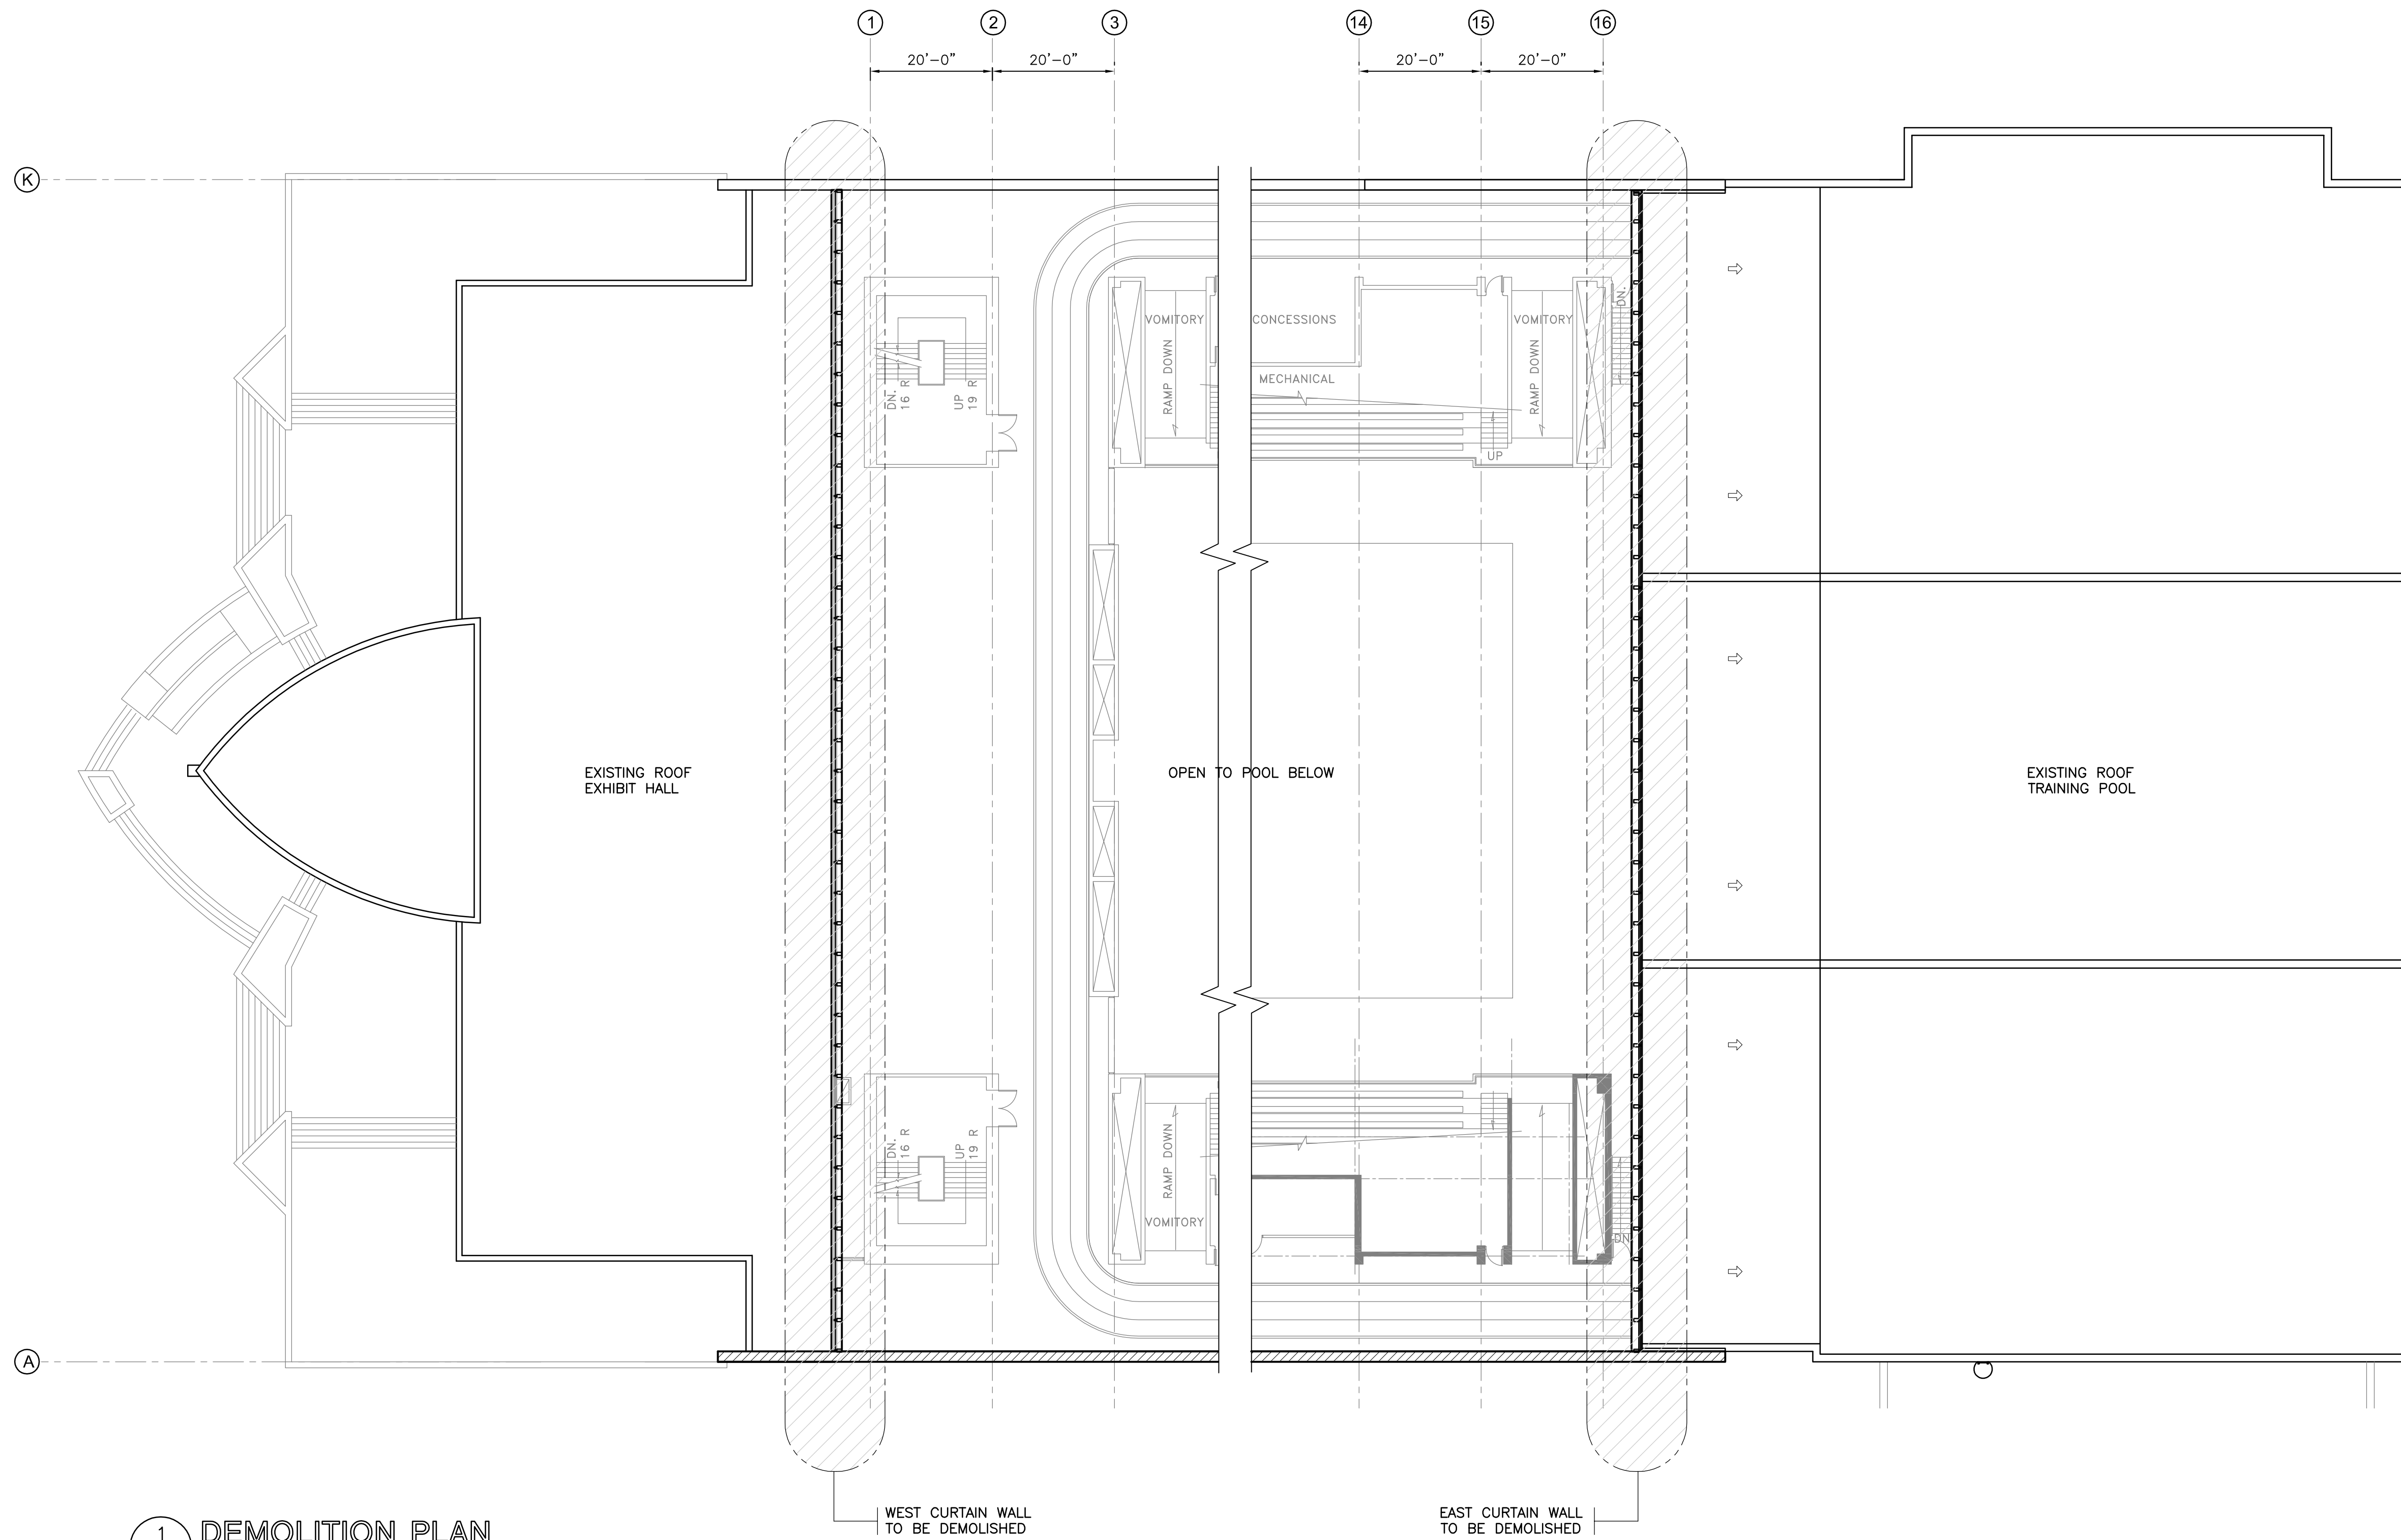 1 2 3 14 15 16
20'-0" 20'-0" 20'-0" 20'-0"
K
VOMITORY CONCESSIONS VOMITORY DN.
RAMP DOWN RAMP DOWN
MECHANICAL
DN. 16 R
UP 19 R
UP
EXISTING ROOF
EXHIBIT HALL
OPEN TO POOL BELOW
EXISTING ROOF
TRAINING POOL
DN. 16 R
UP 19 R
RAMP DOWN
VOMITORY
DN.
A
1 DEMOLITION PLAN
WEST CURTAIN WALL
TO BE DEMOLISHED
EAST CURTAIN WALL
TO BE DEMOLISHED